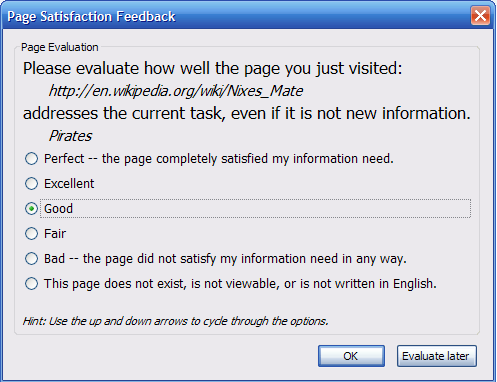 Page Satisfaction Feedback
Page Evaluation
Please evaluate how well the page you just visited:
http://en.wikipedia.org/wiki/Nixes_Mate
addresses the current task, even if it is not new information.
Pirates
Perfect -- the page completely satisfied my information need.
Excellent
Good
Fair
Bad -- the page did not satisfy my information need in any way.
This page does not exist, is not viewable, or is not written in English.
Hint: Use the up and down arrows to cycle through the options.
OK Evaluate later